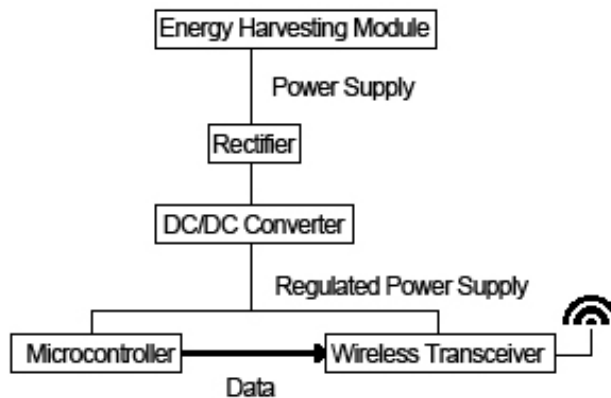 Energy Harvesting Module
Power Supply
Rectifier
DC/DC Converter
Regulated Power Supply
Microcontroller
Wireless Transceiver
Data